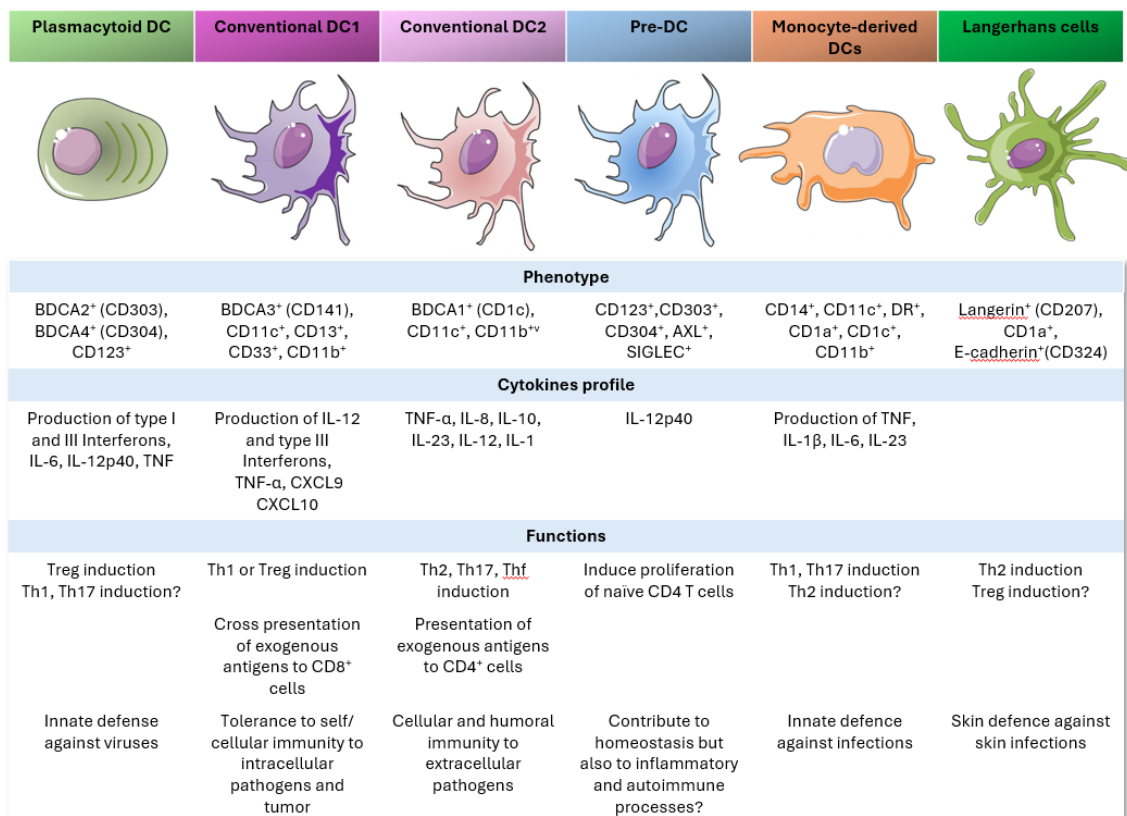 Plasmacytoid DC
Conventional DC1
Conventional DC2
Pre-DC
Monocyte-derived
DCs
Langerhans cells
Phenotype
BDCA2⁺ (CD303),
BDCA4⁺ (CD304),
CD123⁺
BDCA3⁺ (CD141),
CD11c⁺, CD13⁺,
CD33⁺, CD11b⁺
BDCA1⁺ (CD1c),
CD11c⁺, CD11b⁺ᵛ
CD123⁺,CD303⁺,
CD304⁺, AXL⁺,
SIGLEC⁺
CD14⁺, CD11c⁺, DR⁺,
CD1a⁺, CD1c⁺,
CD11b⁺
Langerin⁺ (CD207),
CD1a⁺,
E-cadherin⁺(CD324)
Cytokines profile
Production of type I
and III Interferons,
IL-6, IL-12p40, TNF
Production of IL-12
and type III
Interferons,
TNF-α, CXCL9
CXCL10
TNF-α, IL-8, IL-10,
IL-23, IL-12, IL-1
IL-12p40
Production of TNF,
IL-1β, IL-6, IL-23
Functions
Treg induction
Th1, Th17 induction?
Th1 or Treg induction
Th2, Th17, Thf
induction
Induce proliferation
of naïve CD4 T cells
Th1, Th17 induction
Th2 induction?
Th2 induction
Treg induction?
Cross presentation
of exogenous
antigens to CD8⁺
cells
Presentation of
exogenous antigens
to CD4⁺ cells
Innate defense
against viruses
Tolerance to self/
cellular immunity to
intracellular
pathogens and
tumor
Cellular and humoral
immunity to
extracellular
pathogens
Contribute to
homeostasis but
also to inflammatory
and autoimmune
processes?
Innate defence
against infections
Skin defence against
skin infections